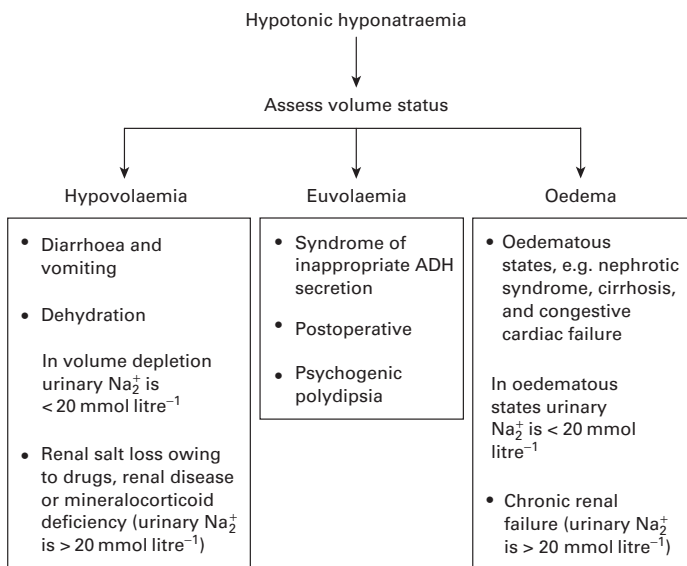 Hypotonic hyponatraemia
Assess volume status
Hypovolaemia
• Diarrhoea and
vomiting
• Dehydration
In volume depletion
urinary Na₂⁺ is
< 20 mmol litre⁻¹
• Renal salt loss owing
to drugs, renal disease
or mineralocorticoid
deficiency (urinary Na₂⁺
is > 20 mmol litre⁻¹)
Euvolaemia
• Syndrome of
inappropriate ADH
secretion
• Postoperative
• Psychogenic
polydipsia
Oedema
• Oedematous
states, e.g. nephrotic
syndrome, cirrhosis,
and congestive
cardiac failure
In oedematous
states urinary
Na₂⁺ is < 20 mmol
litre⁻¹
• Chronic renal
failure (urinary Na₂⁺
is > 20 mmol litre⁻¹)